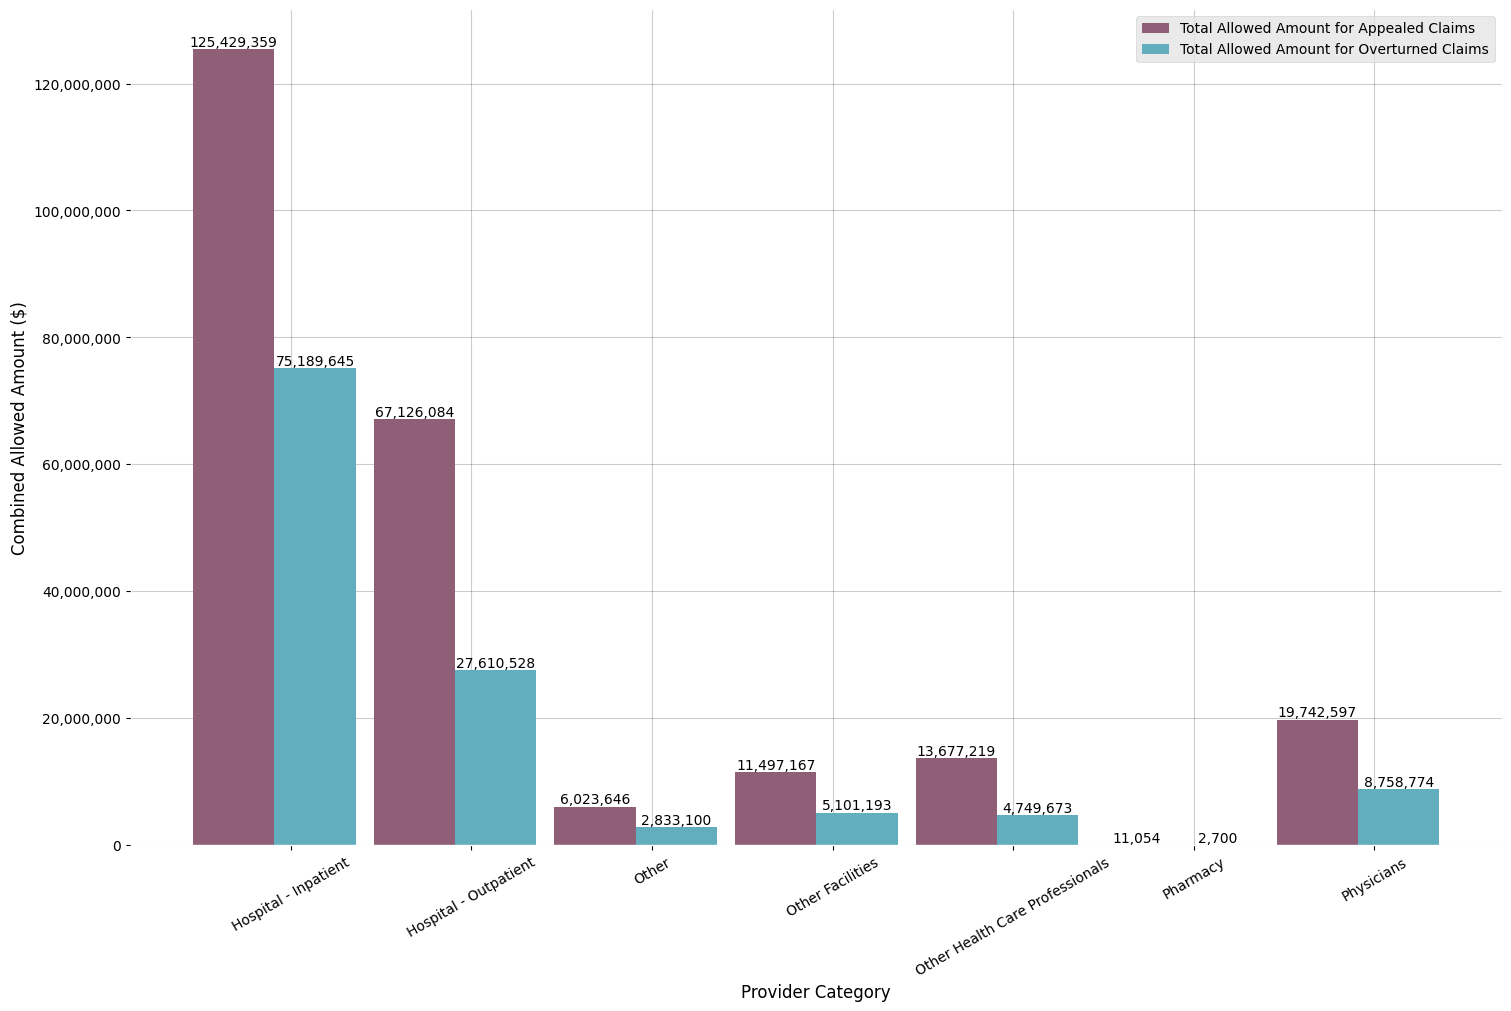 Total Allowed Amount for Appealed Claims
Total Allowed Amount for Overturned Claims
Combined Allowed Amount ($)
120,000,000
100,000,000
80,000,000
60,000,000
40,000,000
20,000,000
0
125,429,359
75,189,645
67,126,084
27,610,528
6,023,646
2,833,100
11,497,167
5,101,193
13,677,219
4,749,673
11,054
2,700
19,742,597
8,758,774
Hospital - Inpatient
Hospital - Outpatient
Other
Other Facilities
Other Health Care Professionals
Pharmacy
Physicians
Provider Category